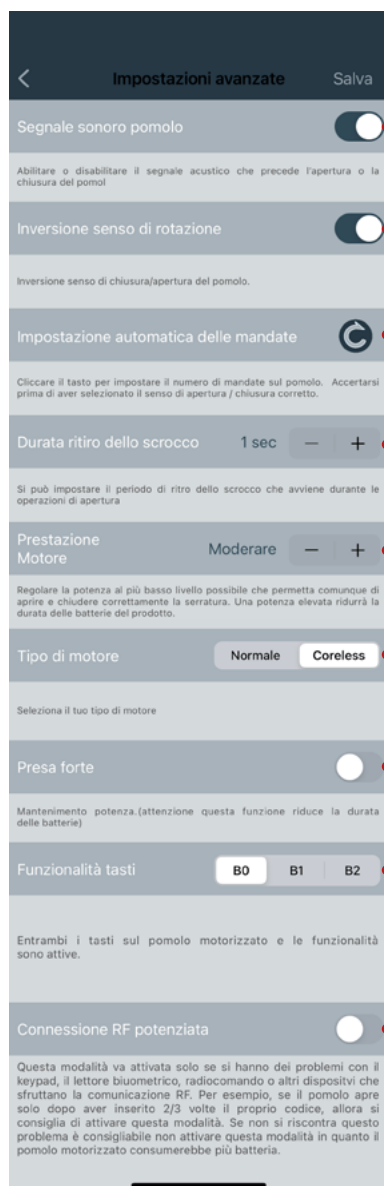 Impostazioni avanzate Salva
Segnale sonoro pomolo
Abilitare o disabilitare il segnale acustico che precede l'apertura o la
chiusura del pomol
Inversione senso di rotazione
Inversione senso di chiusura/apertura del pomolo.
Impostazione automatica delle mandate
Cliccare il tasto per impostare il numero di mandate sul pomolo. Accertarsi
prima di aver selezionato il senso di apertura / chiusura corretto.
Durata ritiro dello scrocco 1 sec − +
Si può impostare il periodo di ritro dello scrocco che avviene durante le
operazioni di apertura
Prestazione
Motore Moderare − +
Regolare la potenza al più basso livello possibile che permetta comunque di
aprire e chiudere correttamente la serratura. Una potenza elevata ridurrà la
durata delle batterie del prodotto.
Tipo di motore Normale Coreless
Seleziona il tuo tipo di motore
Presa forte
Mantenimento potenza.(attenzione questa funzione riduce la durata
delle batterie)
Funzionalità tasti B0 B1 B2
Entrambi i tasti sul pomolo motorizzato e le funzionalità
sono attive.
Connessione RF potenziata
Questa modalità va attivata solo se si hanno dei problemi con il
keypad, il lettore biuometrico, radiocomando o altri dispositvi che
sfruttano la comunicazione RF. Per esempio, se il pomolo apre
solo dopo aver inserito 2/3 volte il proprio codice, allora si
consiglia di attivare questa modalità. Se non si riscontra questo
problema è consigliabile non attivare questa modalità in quanto il
pomolo motorizzato consumerebbe più batteria.